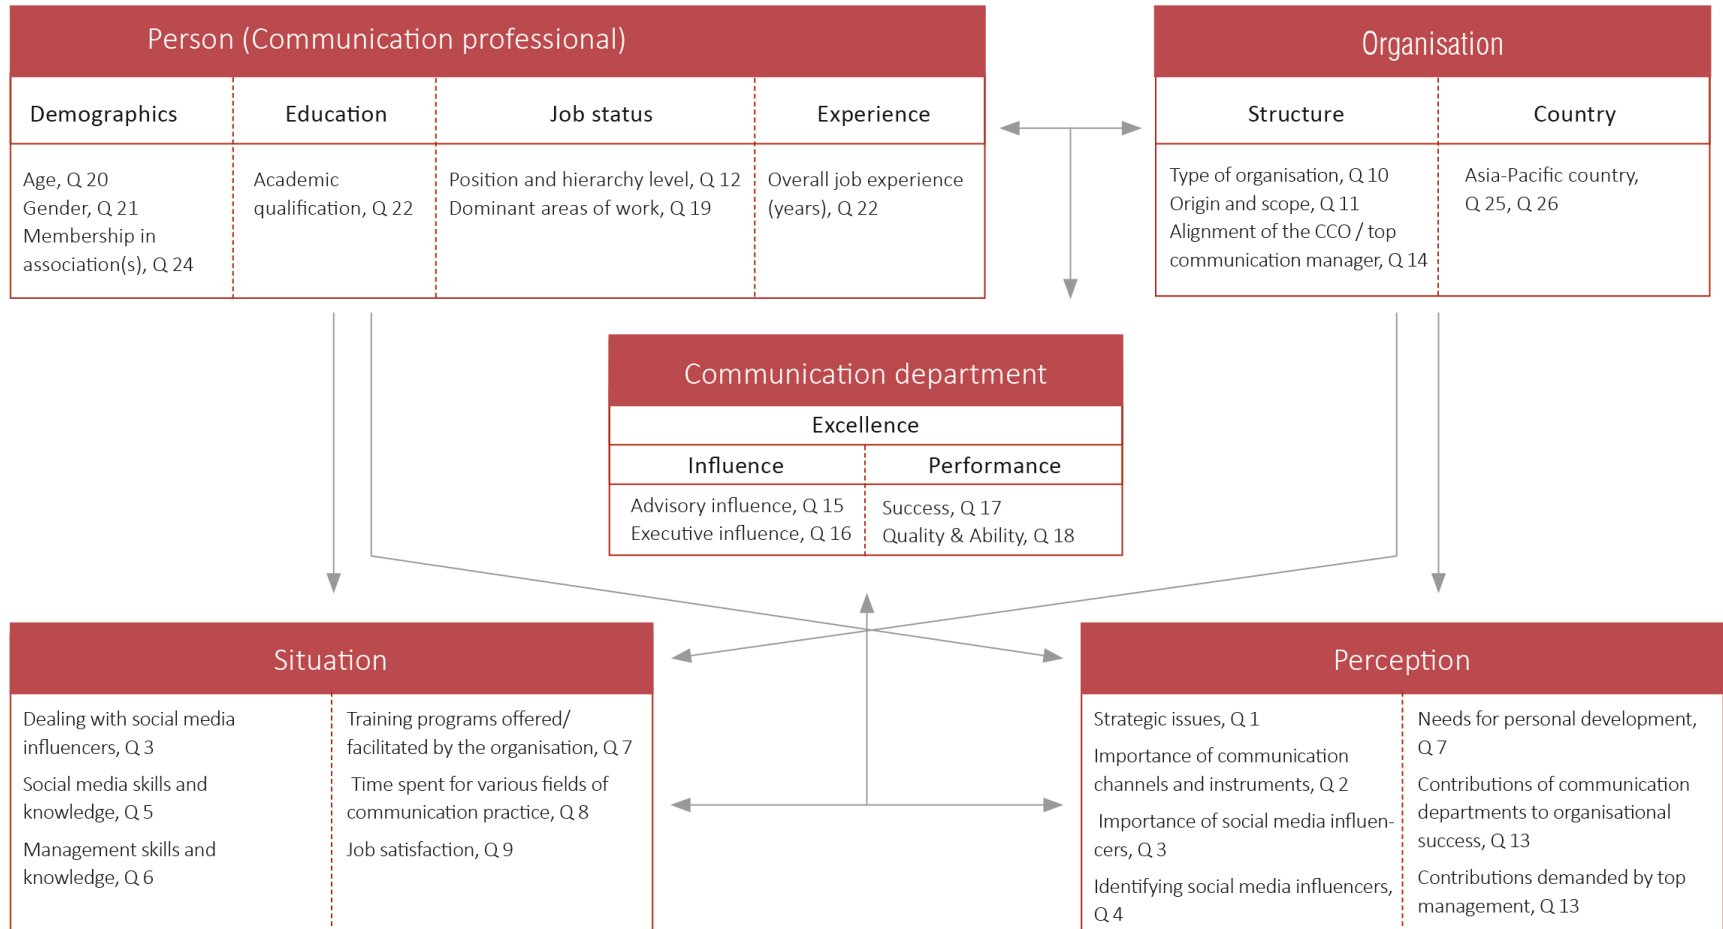 Person (Communication professional)
Demographics
Education
Job status
Experience
Age, Q 20
Gender, Q 21
Membership in
association(s), Q 24
Academic
qualification, Q 22
Position and hierarchy level, Q 12
Dominant areas of work, Q 19
Overall job experience
(years), Q 22
Organisation
Structure
Country
Type of organisation, Q 10
Origin and scope, Q 11
Alignment of the CCO / top
communication manager, Q 14
Asia-Pacific country,
Q 25, Q 26
Communication department
Excellence
Influence
Performance
Advisory influence, Q 15
Executive influence, Q 16
Success, Q 17
Quality & Ability, Q 18
Situation
Dealing with social media
influencers, Q 3
Social media skills and
knowledge, Q 5
Management skills and
knowledge, Q 6
Training programs offered/
facilitated by the organisation, Q 7
Time spent for various fields of
communication practice, Q 8
Job satisfaction, Q 9
Perception
Strategic issues, Q 1
Importance of communication
channels and instruments, Q 2
Importance of social media influen-
cers, Q 3
Identifying social media influencers,
Q 4
Needs for personal development,
Q 7
Contributions of communication
departments to organisational
success, Q 13
Contributions demanded by top
management, Q 13